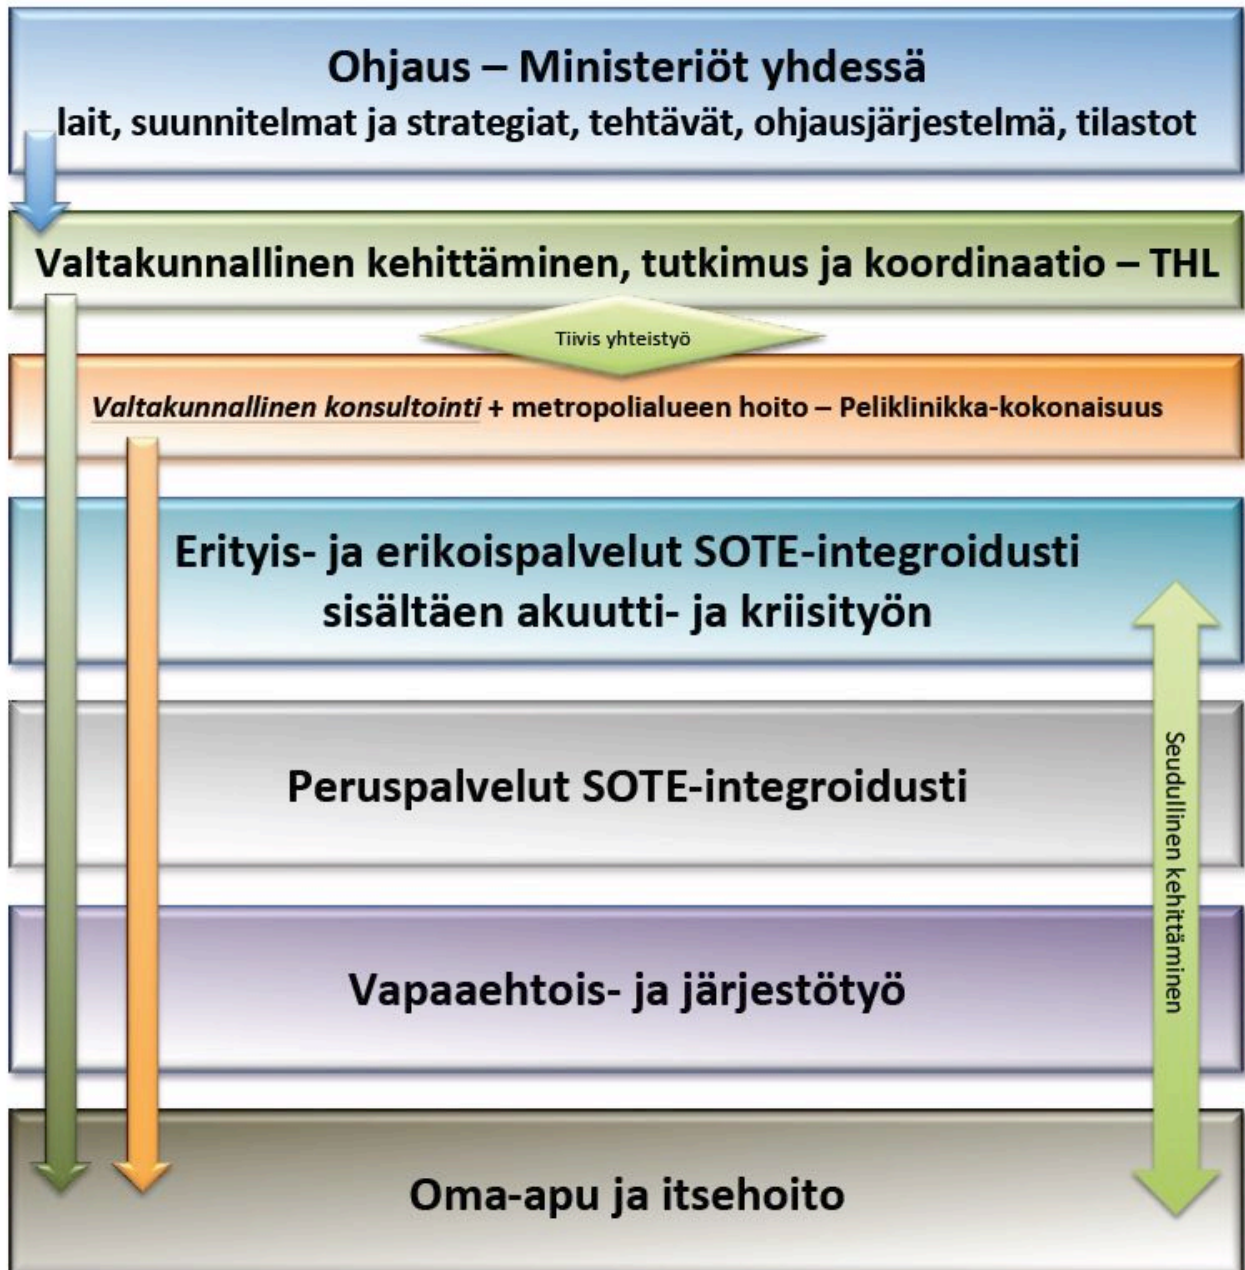 Ohjaus – Ministeriöt yhdessä
lait, suunnitelmat ja strategiat, tehtävät, ohjausjärjestelmä, tilastot
Valtakunnallinen kehittäminen, tutkimus ja koordinaatio – THL
Tiivis yhteistyö
Valtakunnallinen konsultointi + metropolialueen hoito – Peliklinikka-kokonaisuus
Erityis- ja erikoispalvelut SOTE-integroidusti
sisältäen akuutti- ja kriisityön
Peruspalvelut SOTE-integroidusti
Seudullinen kehittäminen
Vapaaehtois- ja järjestötyö
Oma-apu ja itsehoito